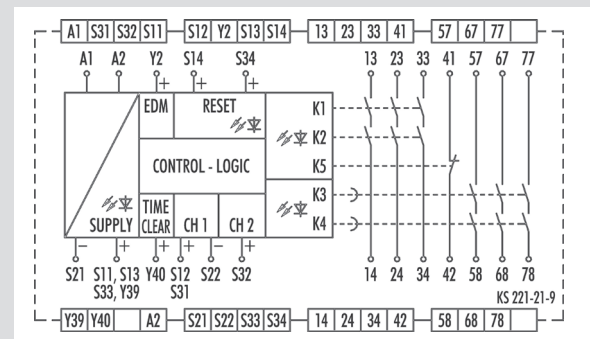 A1 S31 S32 S11 S12 Y2 S13 S14 13 23 33 41 57 67 77
A1 A2 Y2 S14 S34 13 23 33 41 57 67 77
+ + +
EDM RESET K1
K2
CONTROL - LOGIC K5
K3
TIME
SUPPLY CLEAR CH 1 CH 2 K4
− + + + − +
S21 S11, S13 Y40 S12 S22 S32 14 24 34 42 58 68 78
S33, Y39 S31
KS 221-21-9
Y39 Y40 A2 S21 S22 S33 S34 14 24 34 42 58 68 78